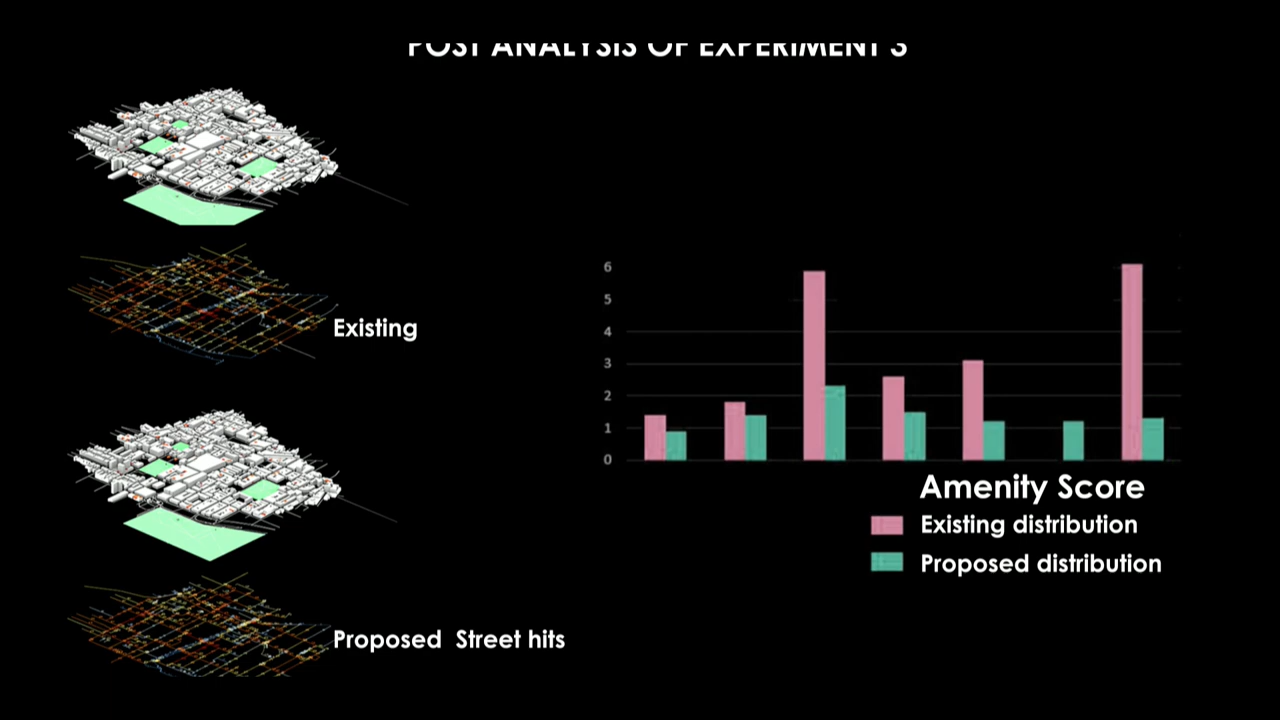 POST ANALYSIS OF EXPERIMENT 3
Existing
Proposed Street hits
6
5
4
3
2
1
0
Amenity Score
Existing distribution
Proposed distribution